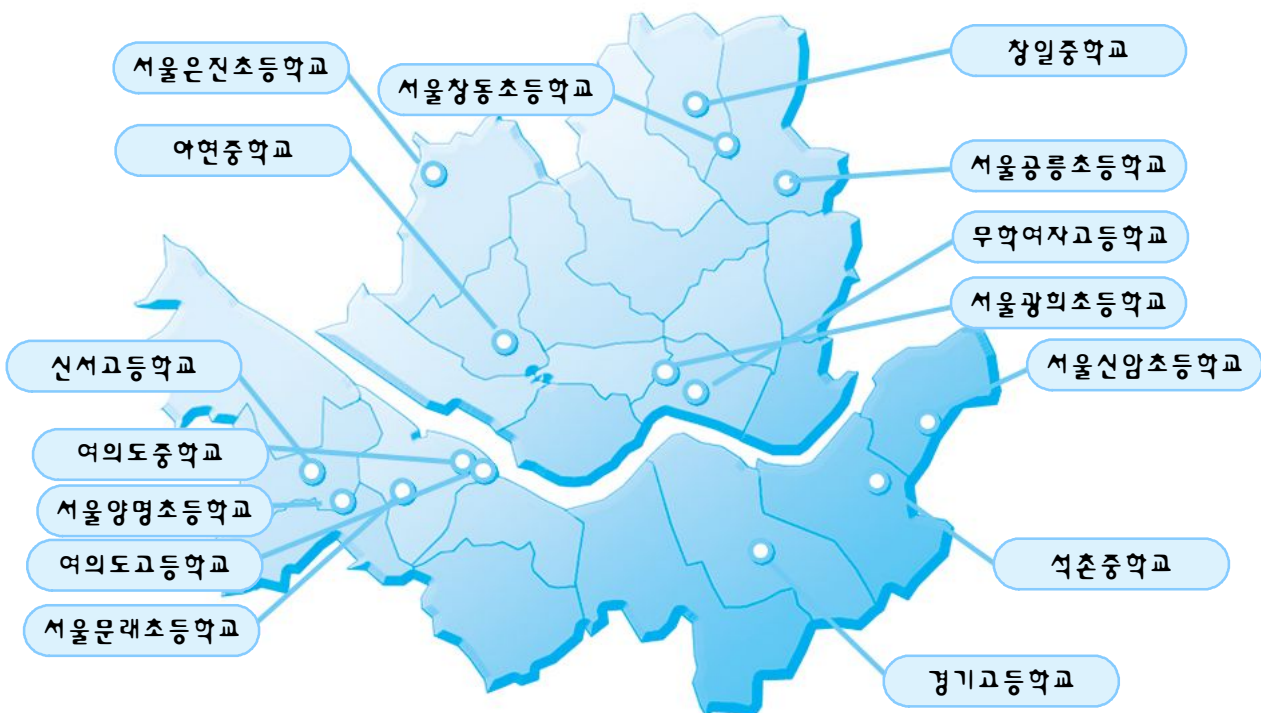 서울은진초등학교
서울창동초등학교
창일중학교
아현중학교
서울공릉초등학교
무학여자고등학교
서울광희초등학교
서울신암초등학교
신서고등학교
여의도중학교
서울양명초등학교
여의도고등학교
서울문래초등학교
석촌중학교
경기고등학교